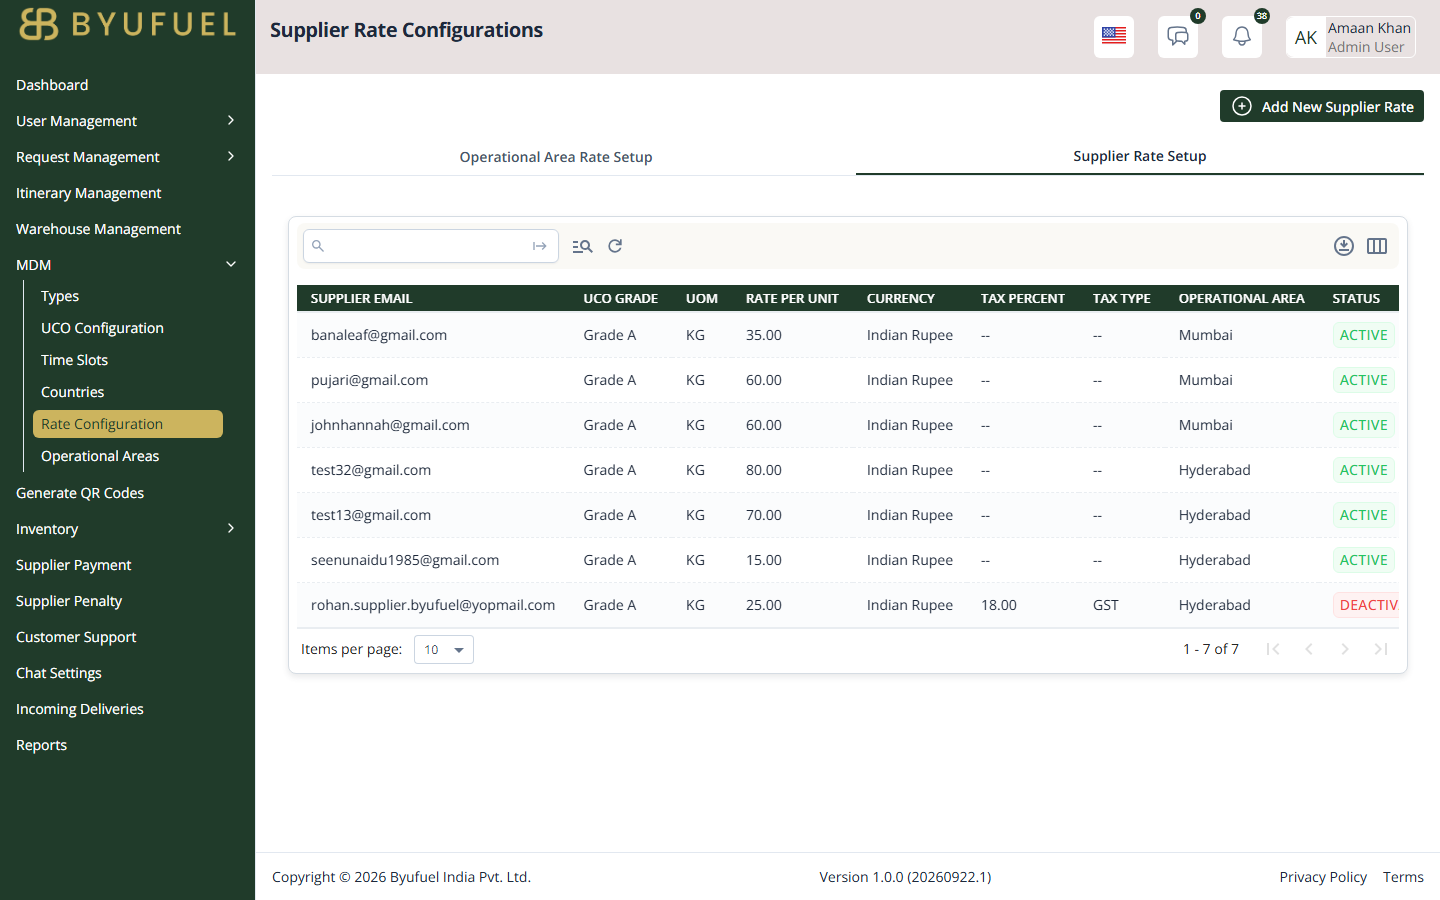 BYUFUEL
Supplier Rate Configurations
0
38
AK
Amaan Khan
Admin User
Dashboard
User Management
Request Management
Itinerary Management
Warehouse Management
MDM
Types
UCO Configuration
Time Slots
Countries
Rate Configuration
Operational Areas
Generate QR Codes
Inventory
Supplier Payment
Supplier Penalty
Customer Support
Chat Settings
Incoming Deliveries
Reports
Add New Supplier Rate
Operational Area Rate Setup
Supplier Rate Setup
SUPPLIER EMAIL UCO GRADE UOM RATE PER UNIT CURRENCY TAX PERCENT TAX TYPE OPERATIONAL AREA STATUS
banaleaf@gmail.com Grade A KG 35.00 Indian Rupee -- -- Mumbai ACTIVE
pujari@gmail.com Grade A KG 60.00 Indian Rupee -- -- Mumbai ACTIVE
johnhannah@gmail.com Grade A KG 60.00 Indian Rupee -- -- Mumbai ACTIVE
test32@gmail.com Grade A KG 80.00 Indian Rupee -- -- Hyderabad ACTIVE
test13@gmail.com Grade A KG 70.00 Indian Rupee -- -- Hyderabad ACTIVE
seenunaidu1985@gmail.com Grade A KG 15.00 Indian Rupee -- -- Hyderabad ACTIVE
rohan.supplier.byufuel@yopmail.com Grade A KG 25.00 Indian Rupee 18.00 GST Hyderabad DEACTIV
Items per page: 10
1 - 7 of 7
Copyright © 2026 Byufuel India Pvt. Ltd.
Version 1.0.0 (20260922.1)
Privacy Policy Terms